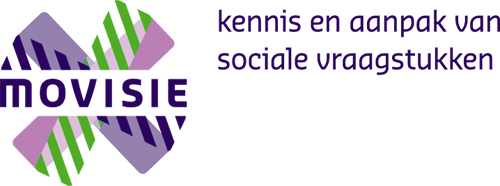 kennis en aanpak van
sociale vraagstukken
MOVISIE